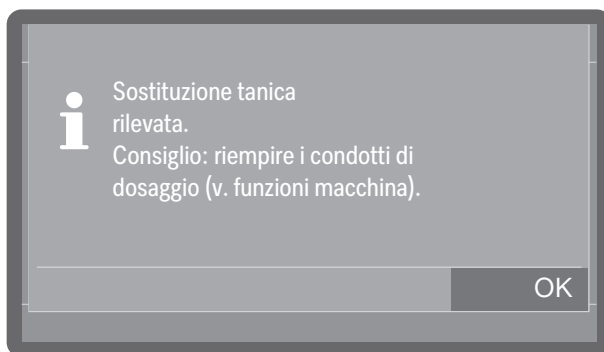 Sostituzione tanica
rilevata.
Consiglio: riempire i condotti di
dosaggio (v. funzioni macchina).
OK